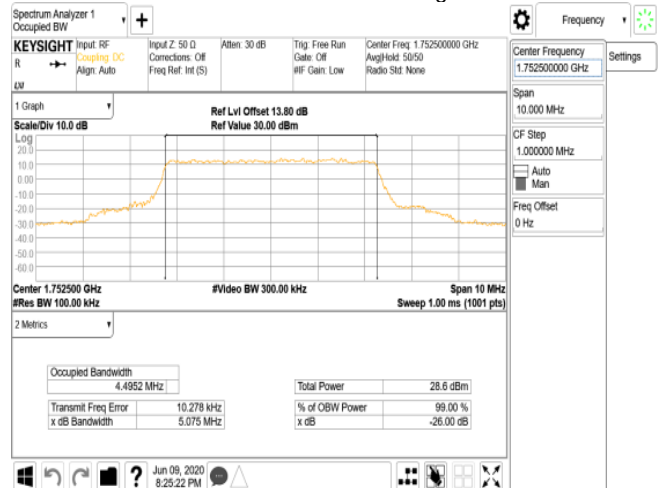 Spectrum Analyzer 1
Occupied BW
+
Frequency
KEYSIGHT
R
Input: RF
Coupling: DC
Align: Auto
Input Z: 50 Ω
Corrections: Off
Freq Ref: Int (S)
Atten: 30 dB
Trig: Free Run
Gate: Off
#IF Gain: Low
Center Freq: 1.752500000 GHz
Avg|Hold: 50/50
Radio Std: None
Center Frequency
1.752500000 GHz
Settings
Span
10.000 MHz
CF Step
1.000000 MHz
Auto
Man
Freq Offset
0 Hz
1 Graph
Scale/Div 10.0 dB
Ref Lvl Offset 13.80 dB
Ref Value 30.00 dBm
Log
20.0
10.0
0.00
-10.0
-20.0
-30.0
-40.0
-50.0
-60.0
Center 1.752500 GHz
#Res BW 100.00 kHz
#Video BW 300.00 kHz
Span 10 MHz
Sweep 1.00 ms (1001 pts)
2 Metrics
Occupied Bandwidth
4.4952 MHz
Transmit Freq Error 10.278 kHz
x dB Bandwidth 5.075 MHz
Total Power 28.6 dBm
% of OBW Power 99.00 %
x dB -26.00 dB
?
Jun 09, 2020
8:25:22 PM